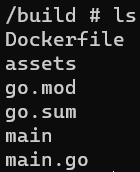 /build # ls
Dockerfile
assets
go.mod
go.sum
main
main.go